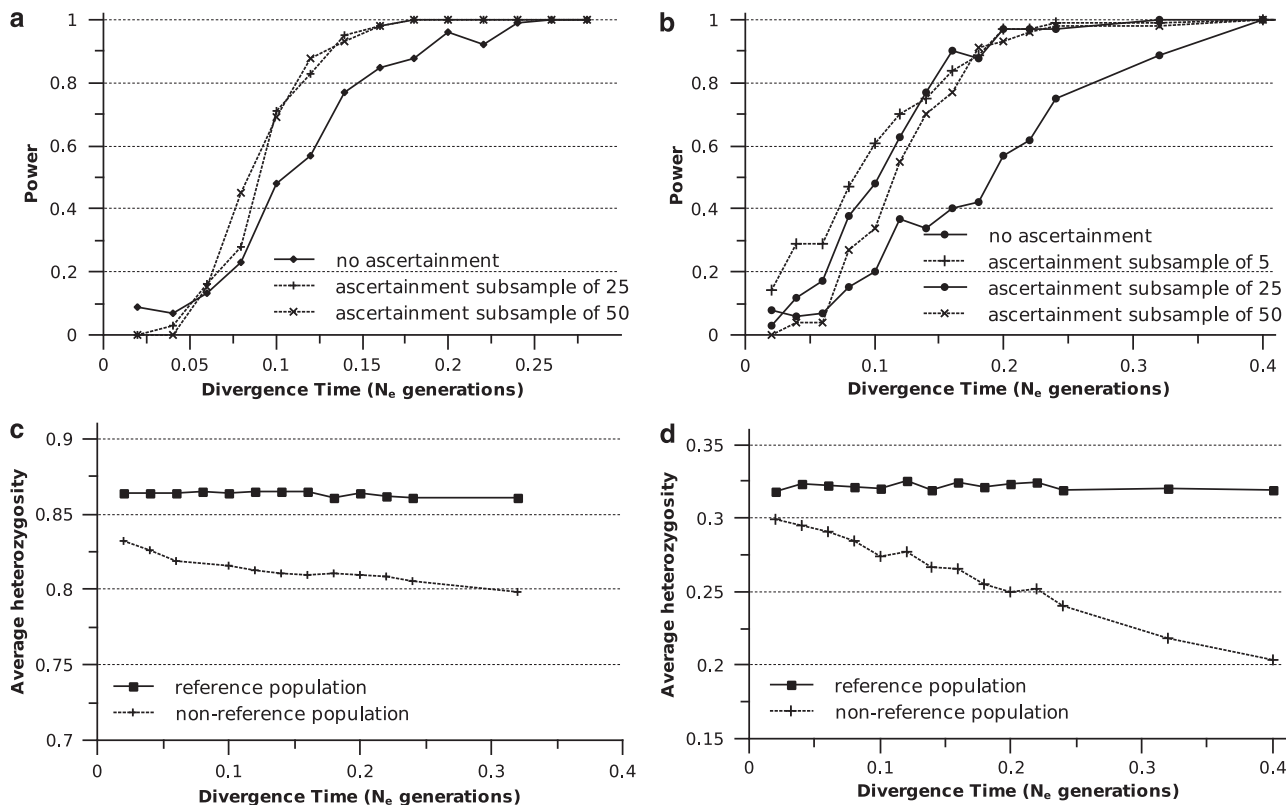 a
1
0.8
0.6
0.4
0.2
0
Power
no ascertainment
ascertainment subsample of 25
ascertainment subsample of 50
0.05
0.1
0.15
0.2
0.25
Divergence Time (Nₑ generations)
b
1
0.8
0.6
0.4
0.2
0
Power
no ascertainment
ascertainment subsample of 5
ascertainment subsample of 25
ascertainment subsample of 50
0
0.1
0.2
0.3
0.4
Divergence Time (Nₑ generations)
c
0.9
0.85
0.8
0.75
0.7
Average heterozygosity
reference population
non-reference population
0
0.1
0.2
0.3
0.4
Divergence Time (Nₑ generations)
d
0.35
0.3
0.25
0.2
0.15
Average heterozygosity
reference population
non-reference population
0
0.1
0.2
0.3
0.4
Divergence Time (Nₑ generations)